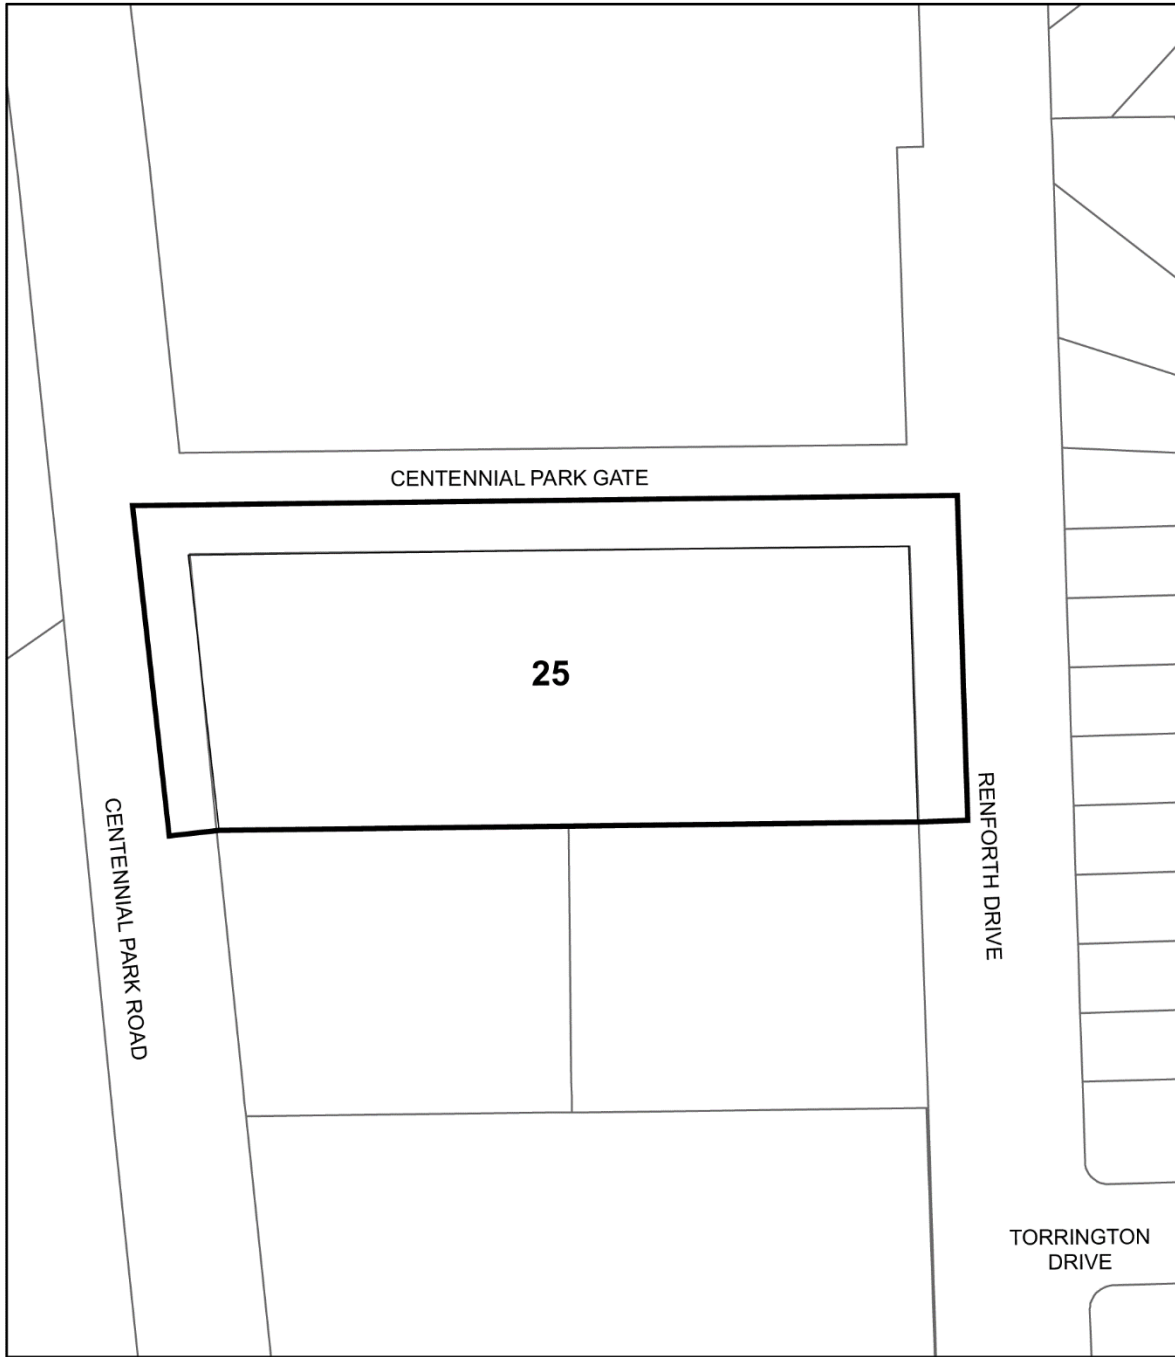 CENTENNIAL PARK GATE
25
CENTENNIAL PARK ROAD
RENFORTH DRIVE
TORRINGTON
DRIVE